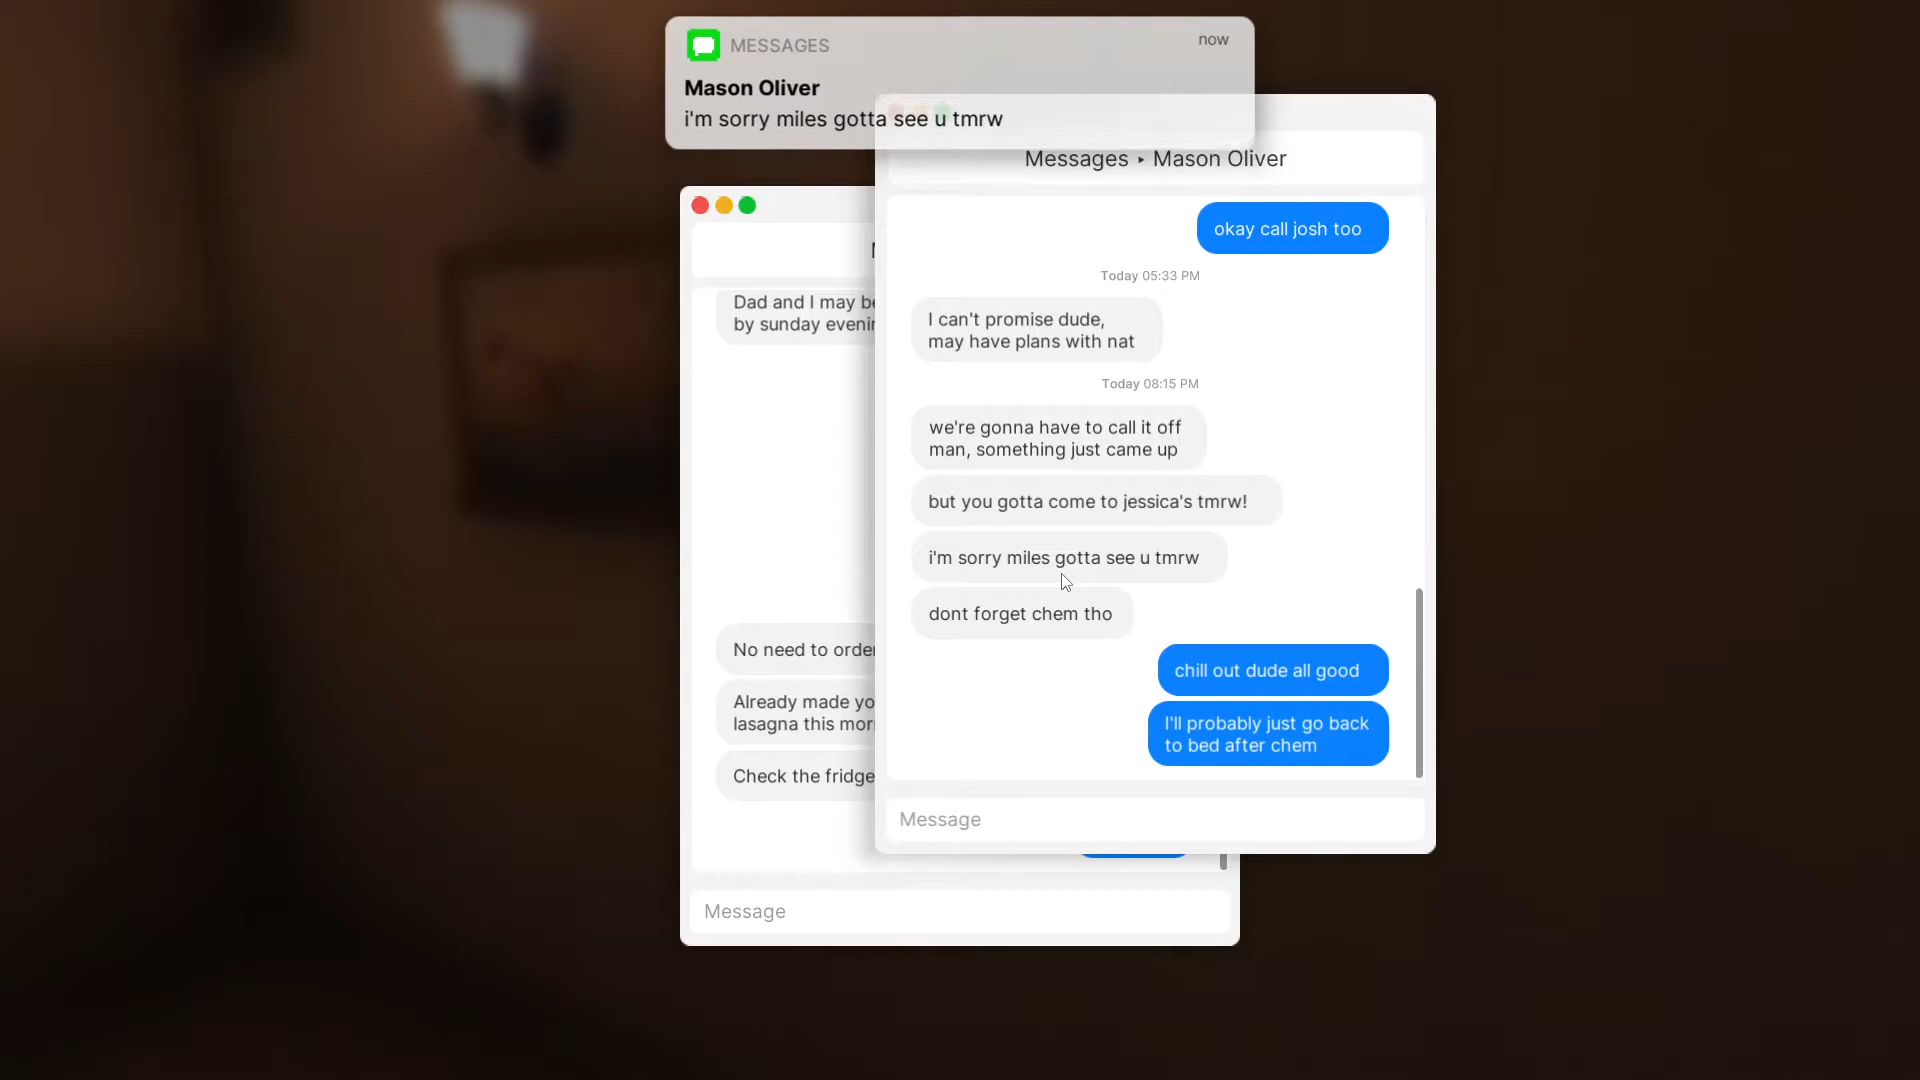 MESSAGES
now
Mason Oliver
i'm sorry miles gotta see u tmrw
Messages ‣ Mason Oliver
okay call josh too
Today 05:33 PM
I can't promise dude,
may have plans with nat
Today 08:15 PM
we're gonna have to call it off
man, something just came up
but you gotta come to jessica's tmrw!
i'm sorry miles gotta see u tmrw
dont forget chem tho
chill out dude all good
I'll probably just go back
to bed after chem
Message
Dad and I may
by sunday
No need to
Already made
lasagna this
Check the fridge
Message